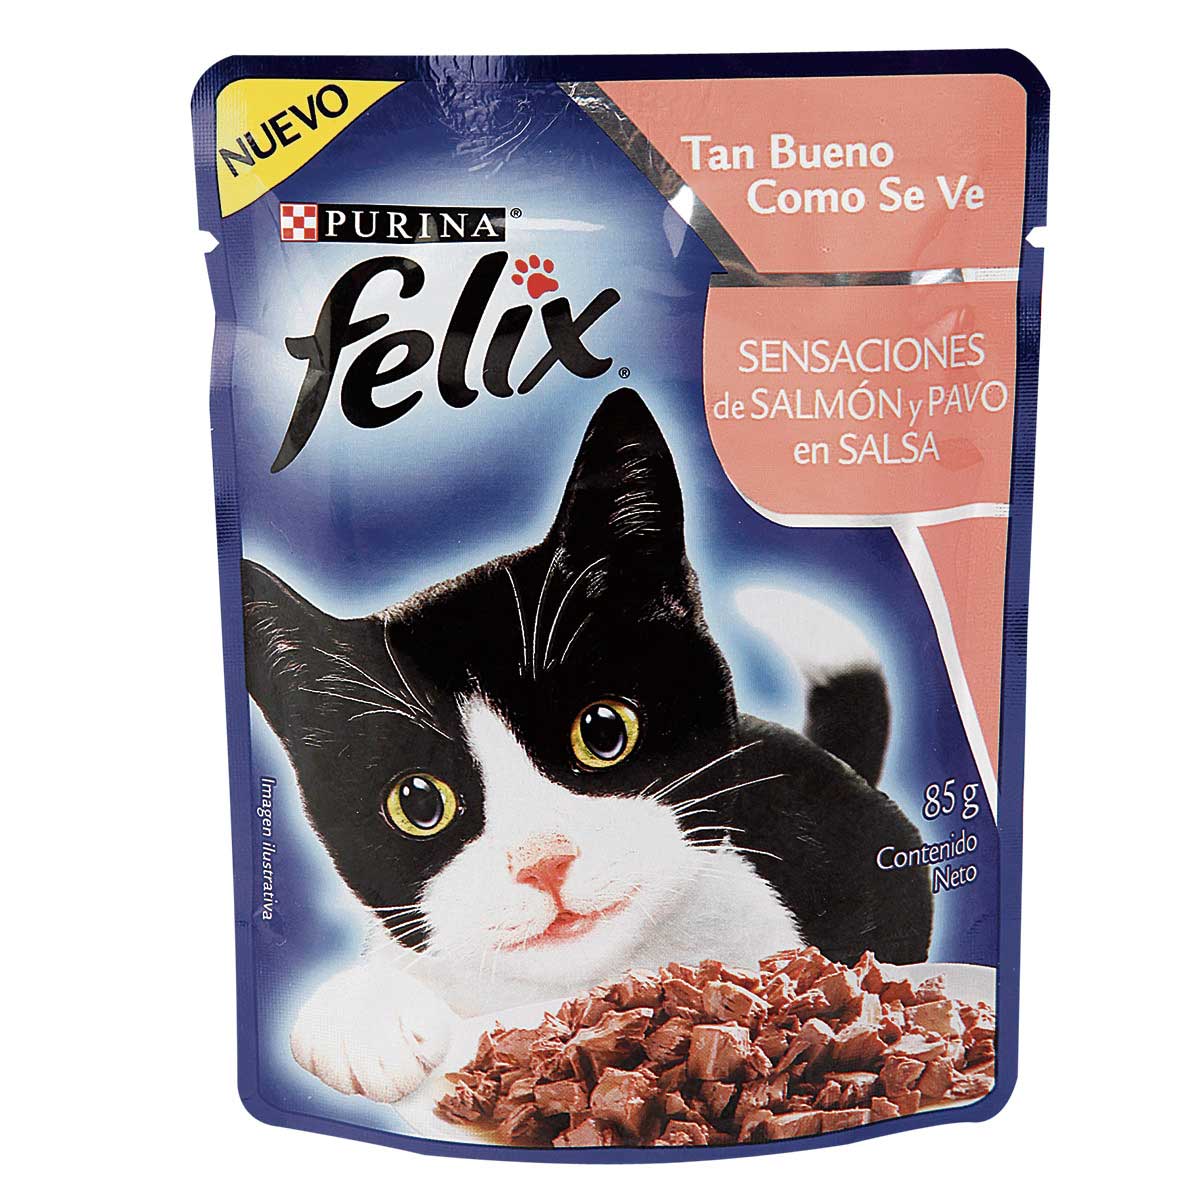 NUEVO
Tan Bueno
Como Se Ve
PURINA®
felix®
SENSACIONES
de SALMÓN y PAVO
en SALSA
Imagen ilustrativa
85 g
Contenido
Neto